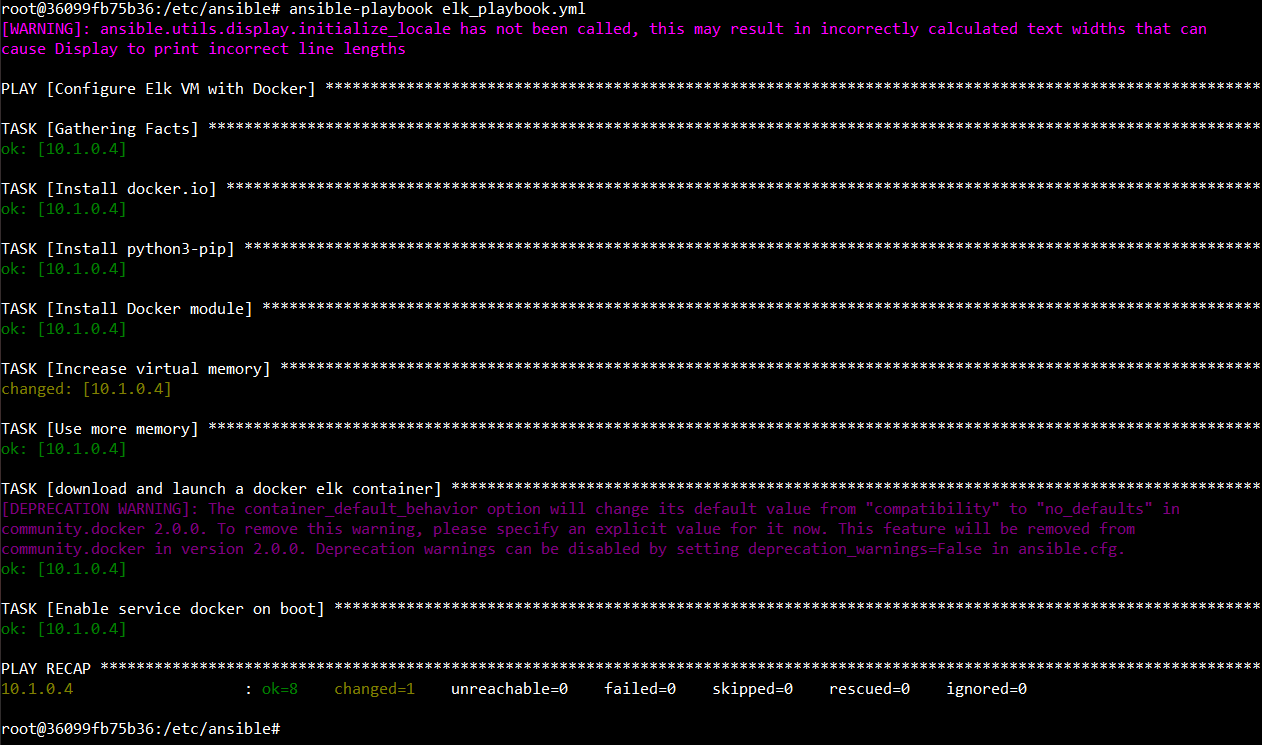 root@36099fb75b36:/etc/ansible# ansible-playbook elk_playbook.yml
[WARNING]: ansible.utils.display.initialize_locale has not been called, this may result in incorrectly calculated text widths that can
cause Display to print incorrect line lengths
PLAY [Configure Elk VM with Docker] ********************************************************************************************************
TASK [Gathering Facts] *********************************************************************************************************************
ok: [10.1.0.4]
TASK [Install docker.io] *******************************************************************************************************************
ok: [10.1.0.4]
TASK [Install python3-pip] *****************************************************************************************************************
ok: [10.1.0.4]
TASK [Install Docker module] ***************************************************************************************************************
ok: [10.1.0.4]
TASK [Increase virtual memory] *************************************************************************************************************
changed: [10.1.0.4]
TASK [Use more memory] *********************************************************************************************************************
ok: [10.1.0.4]
TASK [download and launch a docker elk container] ******************************************************************************************
[DEPRECATION WARNING]: The container_default_behavior option will change its default value from "compatibility" to "no_defaults" in
community.docker 2.0.0. To remove this warning, please specify an explicit value for it now. This feature will be removed from
community.docker in version 2.0.0. Deprecation warnings can be disabled by setting deprecation_warnings=False in ansible.cfg.
ok: [10.1.0.4]
TASK [Enable service docker on boot] *******************************************************************************************************
ok: [10.1.0.4]
PLAY RECAP *********************************************************************************************************************************
10.1.0.4                   : ok=8    changed=1    unreachable=0    failed=0    skipped=0    rescued=0    ignored=0
root@36099fb75b36:/etc/ansible#